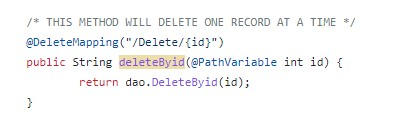 /* THIS METHOD WILL DELETE ONE RECORD AT A TIME */
@DeleteMapping("/Delete/{id}")
public String deleteByid(@PathVariable int id) {
return dao.DeleteByid(id);
}